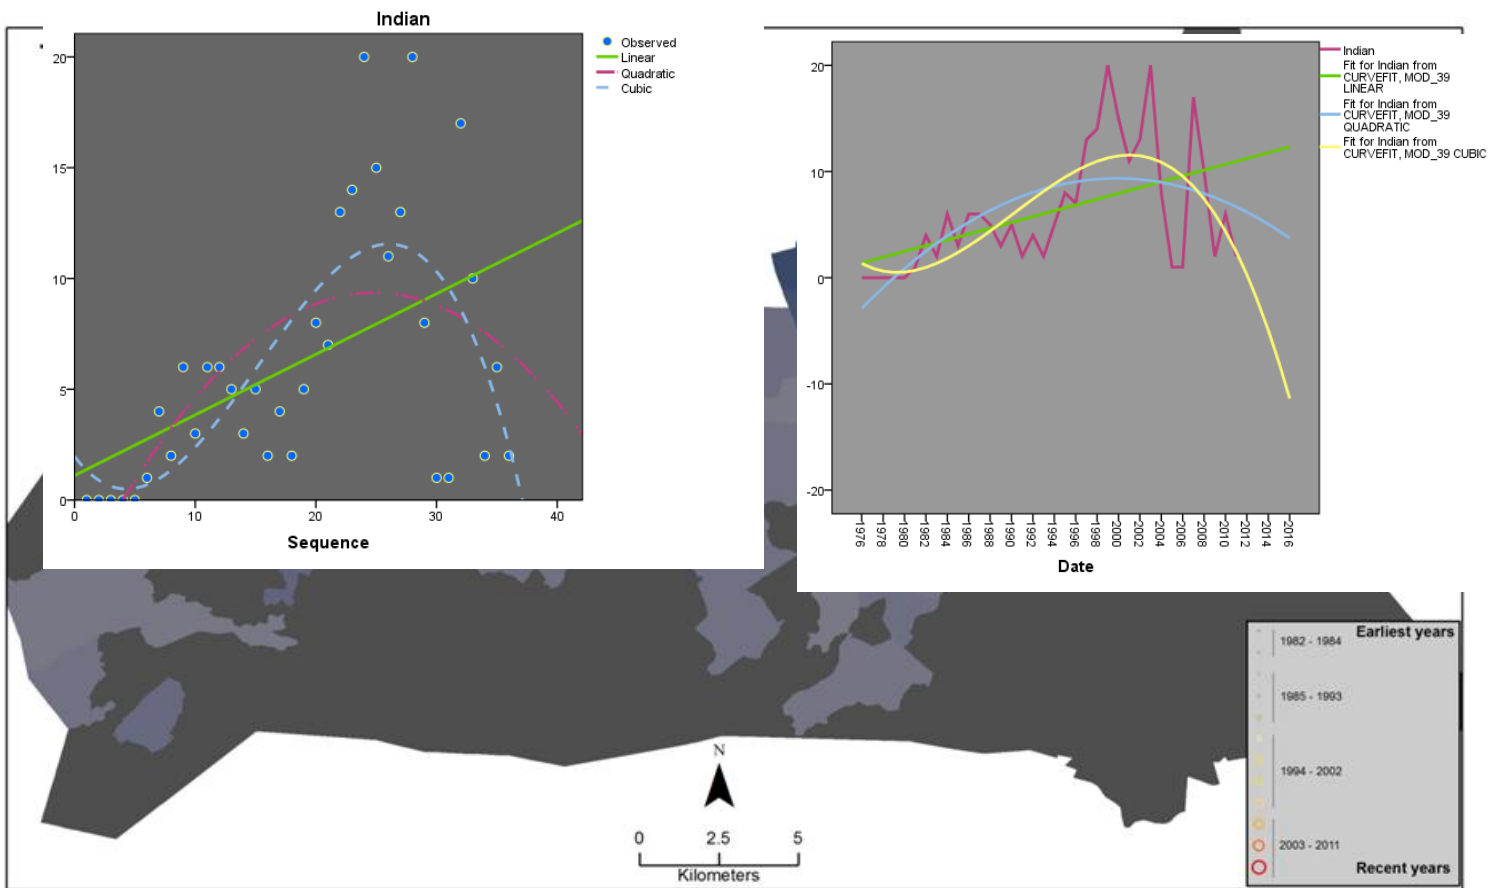 Indian
Observed
Linear
Quadratic
Cubic
20
15
10
5
0
0 10 20 30 40
Sequence
Indian
Fit for Indian from
CURVEFIT, MOD_39
LINEAR
Fit for Indian from
CURVEFIT, MOD_39
QUADRATIC
Fit for Indian from
CURVEFIT, MOD_39 CUBIC
20
10
0
-10
-20
1976 1978 1980 1982 1984 1986 1988 1990 1992 1994 1996 1998 2000 2002 2004 2006 2008 2010 2012 2014 2016
Date
Earliest years
1982 - 1984
1985 - 1993
1994 - 2002
2003 - 2011
Recent years
N
0 2.5 5
Kilometers